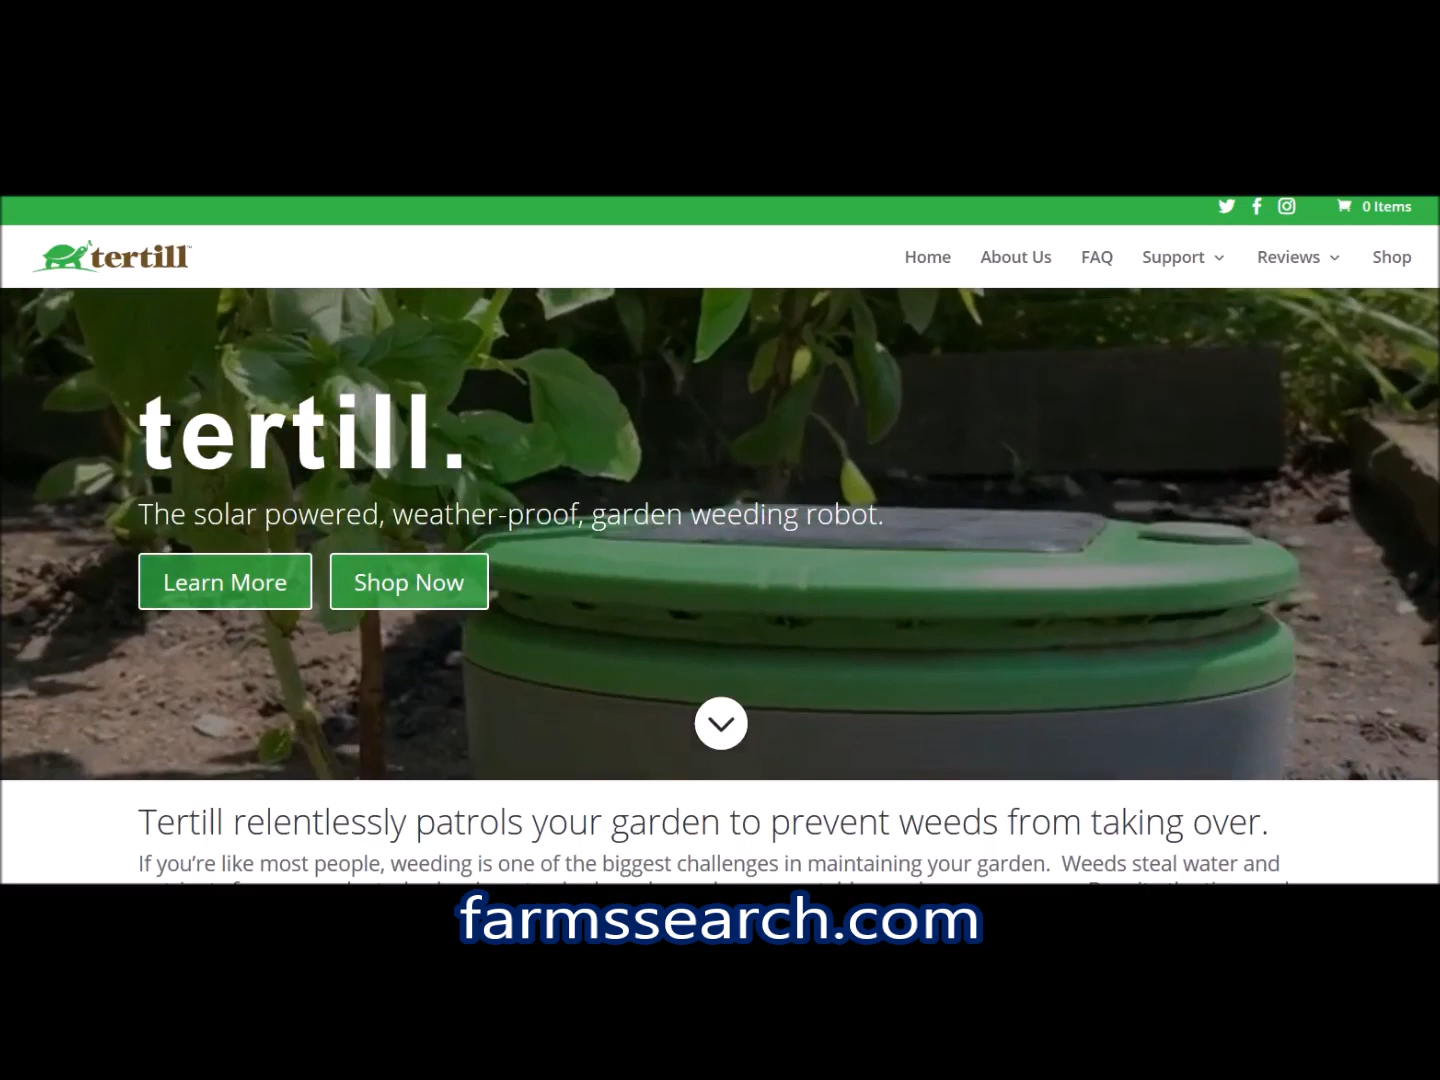 0 Items
tertill™
Home About Us FAQ Support Reviews Shop
tertill.
The solar powered, weather-proof, garden weeding robot.
Learn More Shop Now
Tertill relentlessly patrols your garden to prevent weeds from taking over.
If you’re like most people, weeding is one of the biggest challenges in maintaining your garden. Weeds steal water and
farmssearch.com